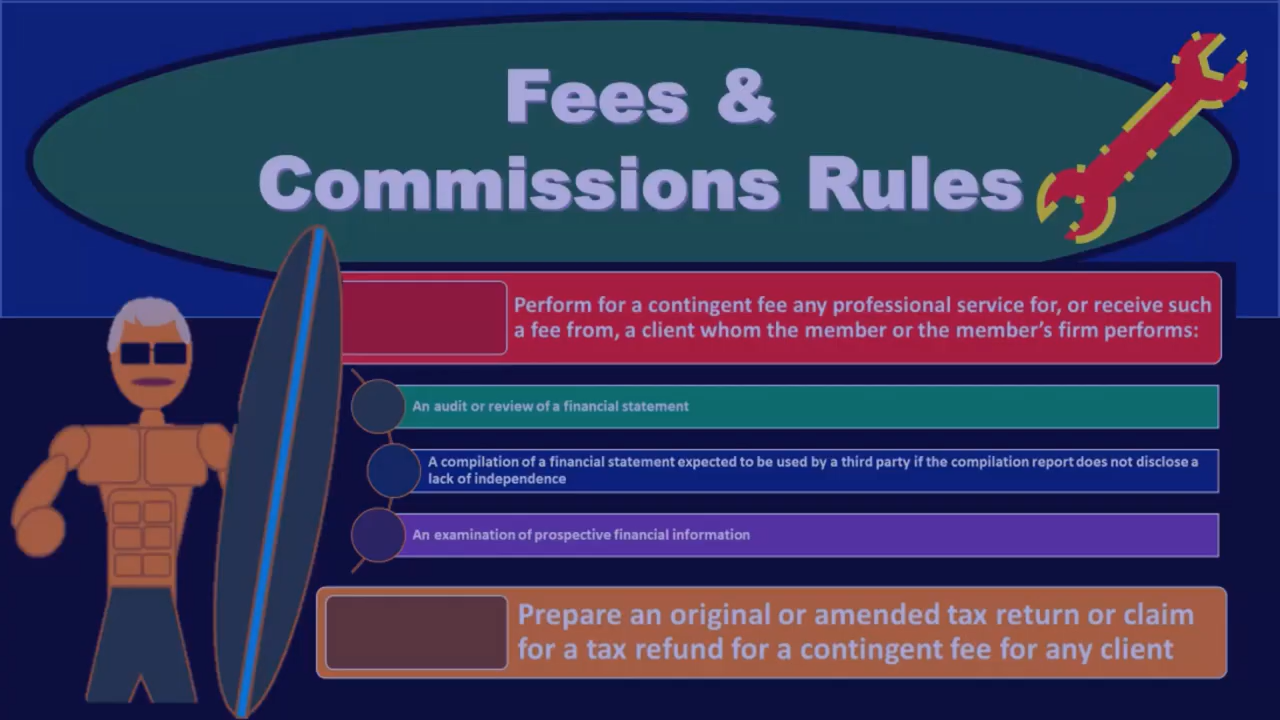 Fees &
Commissions Rules
Perform for a contingent fee any professional service for, or receive such
a fee from, a client whom the member or the member's firm performs:
An audit or review of a financial statement
A compilation of a financial statement expected to be used by a third party if the compilation report does not disclose a
lack of independence
An examination of prospective financial information
Prepare an original or amended tax return or claim
for a tax refund for a contingent fee for any client